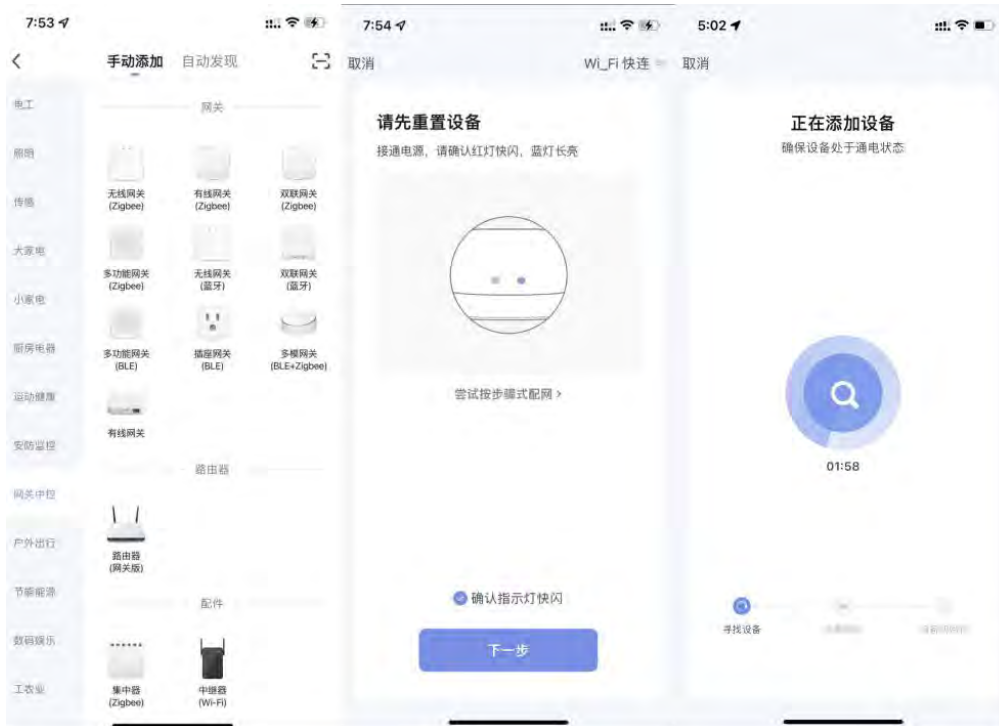 7:53
手动添加
自动发现
电工
照明
传感
大家电
小家电
厨房电器
运动健康
安防监控
网关中控
户外出行
节能能源
数码娱乐
工农业
网关
无线网关
(Zigbee)
有线网关
(Zigbee)
双联网关
(Zigbee)
多功能网关
(Zigbee)
无线网关
(蓝牙)
双联网关
(蓝牙)
多功能网关
(BLE)
插座网关
(BLE)
多模网关
(BLE+Zigbee)
有线网关
路由器
路由器
(网关版)
配件
集中器
(Zigbee)
中继器
(Wi-Fi)
7:54
取消
Wi_Fi 快连
请先重置设备
接通电源，请确认红灯快闪，蓝灯长亮
尝试按步骤式配网 >
确认指示灯快闪
下一步
5:02
取消
正在添加设备
确保设备处于通电状态
01:58
寻找设备